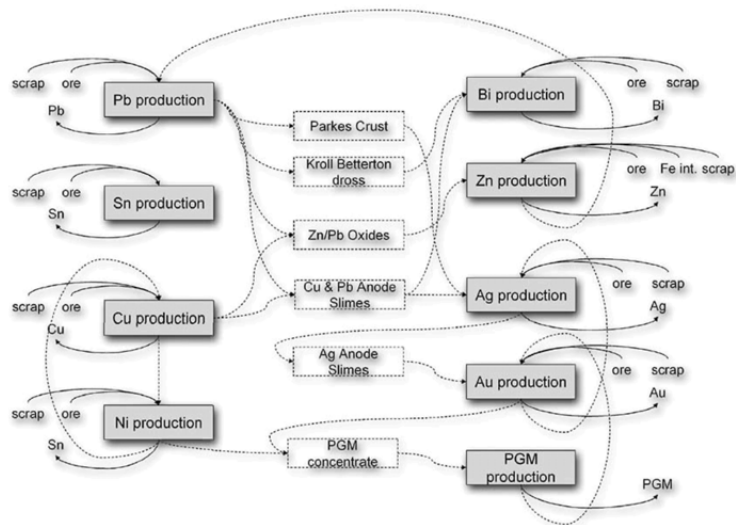 scrap ore
Pb production
Pb
scrap ore
Sn production
Sn
scrap ore
Cu production
Cu
scrap ore
Ni production
Sn
Parkes Crust
Kroll Betterton
dross
Zn/Pb Oxides
Cu & Pb Anode
Slimes
Ag Anode
Slimes
PGM
concentrate
Bi production
ore scrap
Bi
Zn production
ore Fe int. scrap
Zn
Ag production
ore scrap
Ag
Au production
ore scrap
Au
PGM
production
PGM